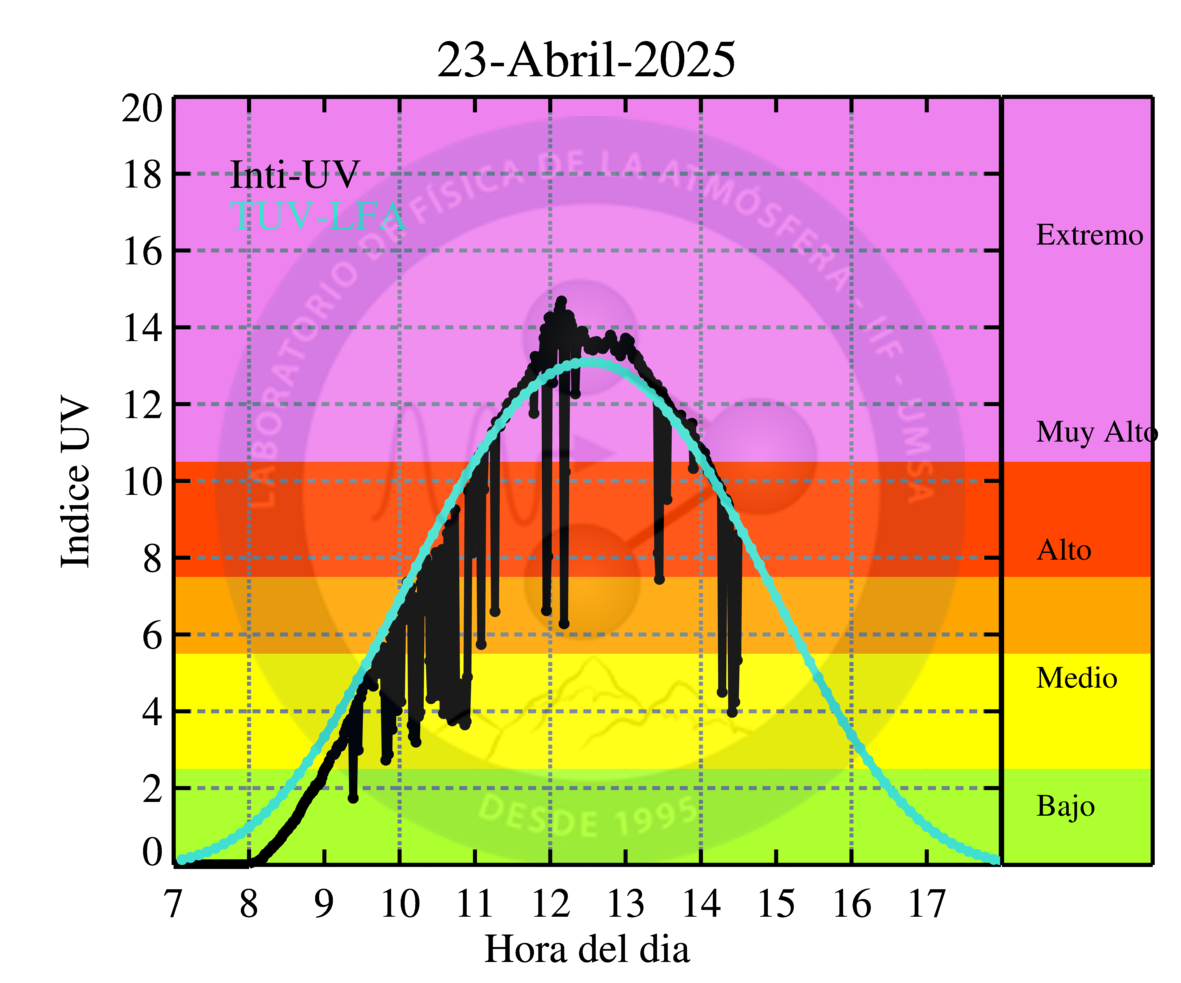 23-Abril-2025
20
18
16
14
12
10
8
6
4
2
0
Indice UV
Inti-UV
TUV-LFA
LABORATORIO DE FÍSICA DE LA ATMÓSFERA - IIF - UMSA
DESDE 1995
Extremo
Muy Alto
Alto
Medio
Bajo
7 8 9 10 11 12 13 14 15 16 17
Hora del dia